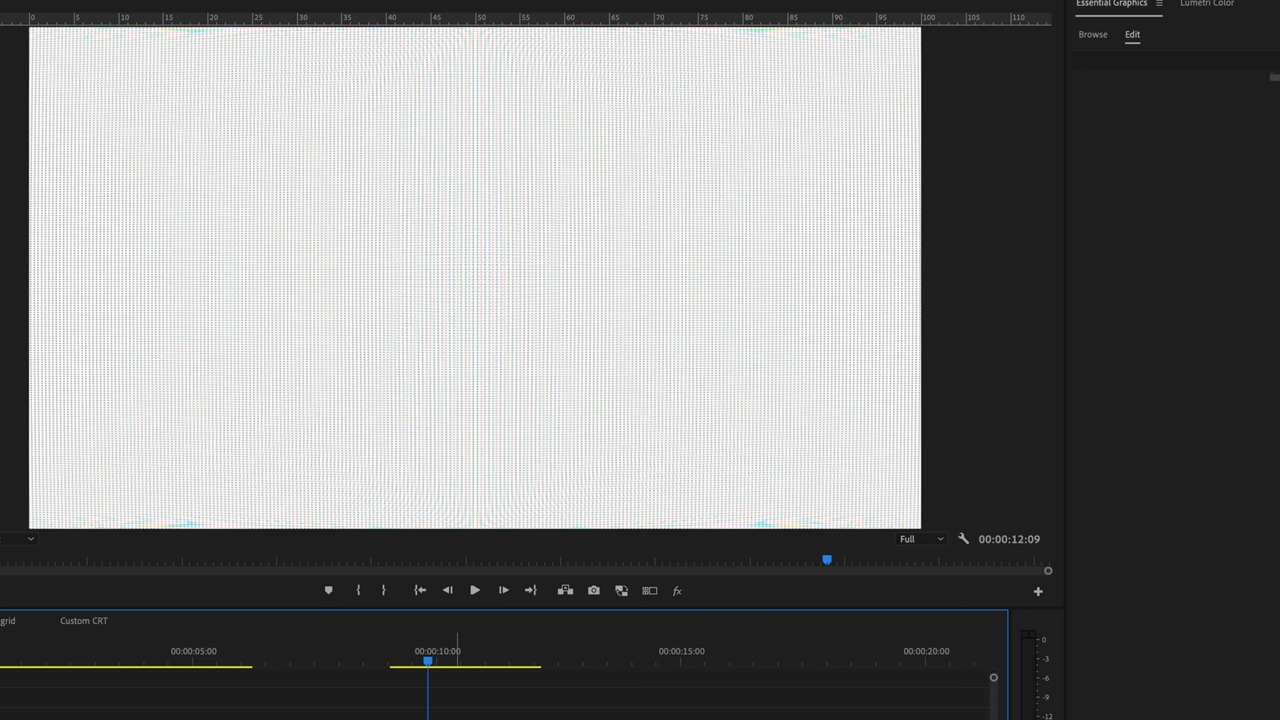 Essential Graphics
Lumetri Color
0 5 10 15 20 25 30 35 40 45 50 55 60 65 70 75 80 85 90 95 100 105 110
Browse
Edit
Full
00:00:12:09
fx
grid
Custom CRT
00:00:05:00
00:00:10:00
00:00:15:00
00:00:20:00
0
-3
-6
-9
-12